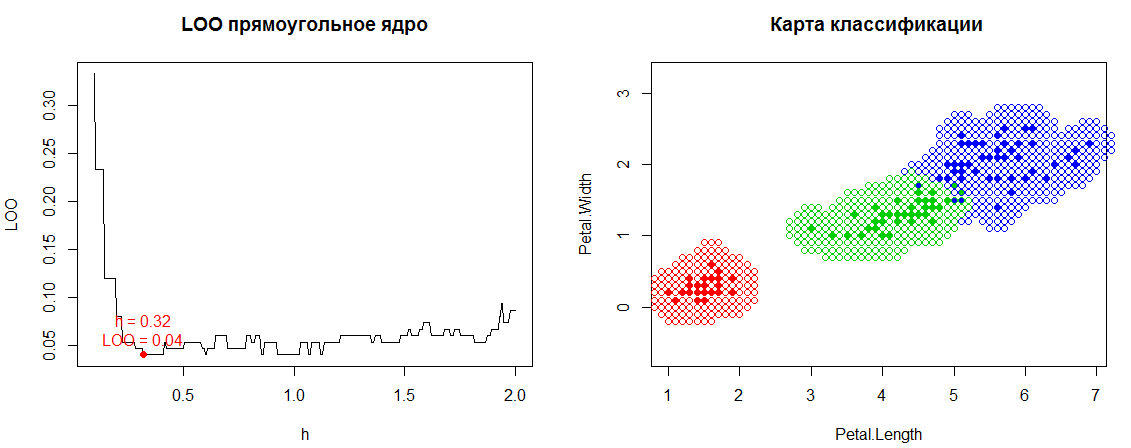 LOO прямоугольное ядро
LOO
0.30
0.25
0.20
0.15
0.10
0.05
h = 0.32
LOO = 0.04
0.5
1.0
1.5
2.0
h
Карта классификации
Petal.Width
3
2
1
0
1
2
3
4
5
6
7
Petal.Length